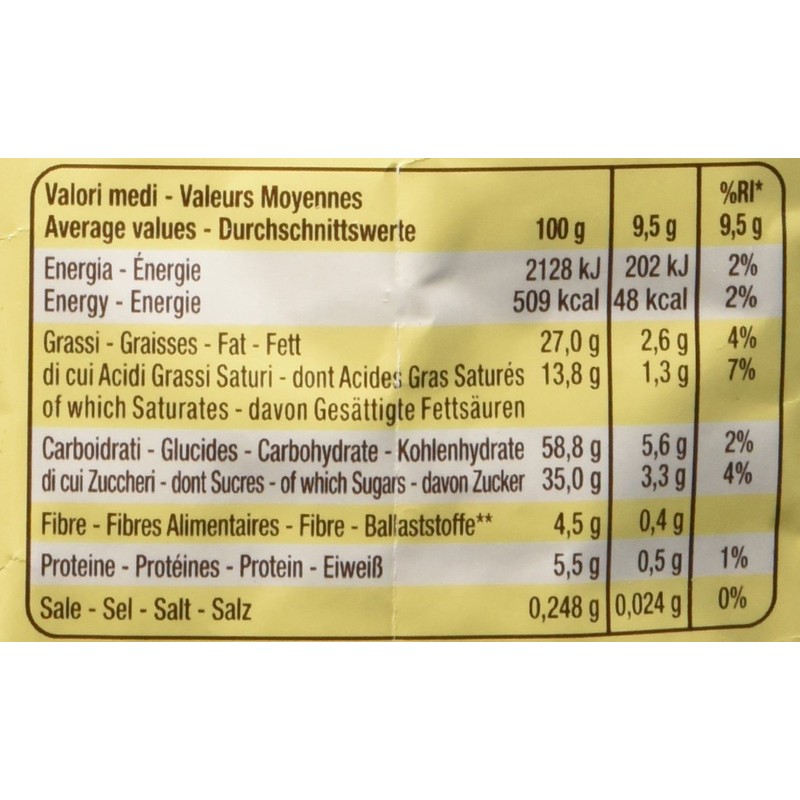 Valori medi - Valeurs Moyennes %RI*
Average values - Durchschnittswerte 100 g 9,5 g 9,5 g
Energia - Énergie 2128 kJ 202 kJ 2%
Energy - Energie 509 kcal 48 kcal 2%
Grassi - Graisses - Fat - Fett 27,0 g 2,6 g 4%
di cui Acidi Grassi Saturi - dont Acides Gras Saturés 13,8 g 1,3 g 7%
of which Saturates - davon Gesättigte Fettsäuren
Carboidrati - Glucides - Carbohydrate - Kohlenhydrate 58,8 g 5,6 g 2%
di cui Zuccheri - dont Sucres - of which Sugars - davon Zucker 35,0 g 3,3 g 4%
Fibre - Fibres Alimentaires - Fibre - Ballaststoffe** 4,5 g 0,4 g
Proteine - Protéines - Protein - Eiweiß 5,5 g 0,5 g 1%
Sale - Sel - Salt - Salz 0,248 g 0,024 g 0%